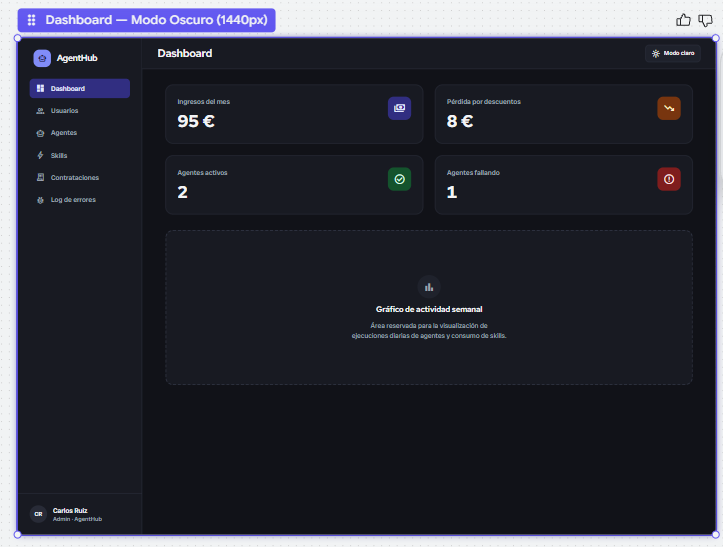 Dashboard — Modo Oscuro (1440px)
AgentHub
Dashboard
Modo claro
Dashboard
Usuarios
Agentes
Skills
Contrataciones
Log de errores
Ingresos del mes
95 €
Pérdida por descuentos
8 €
Agentes activos
2
Agentes fallando
1
Gráfico de actividad semanal
Área reservada para la visualización de
ejecuciones diarias de agentes y consumo de skills.
CR
Carlos Ruiz
Admin · AgentHub